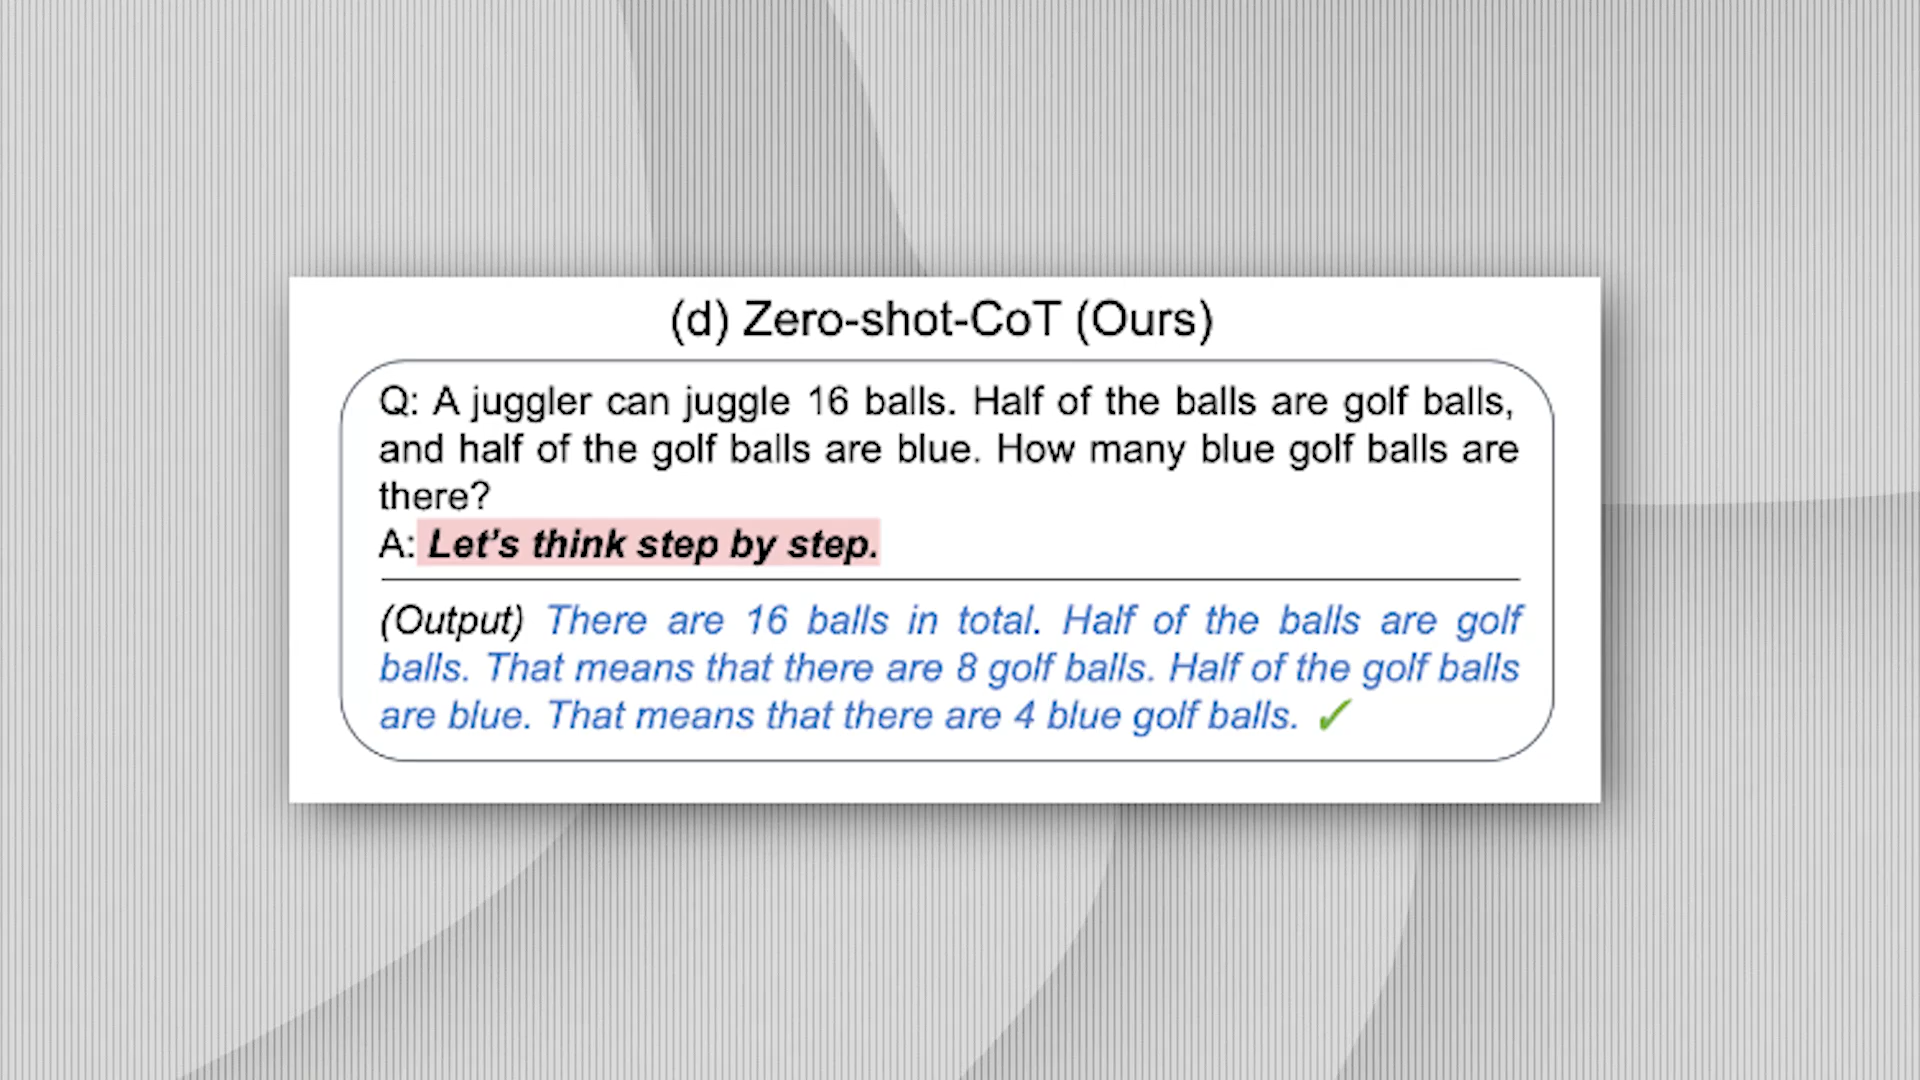 (d) Zero-shot-CoT (Ours)
Q: A juggler can juggle 16 balls. Half of the balls are golf balls,
and half of the golf balls are blue. How many blue golf balls are
there?
A: Let's think step by step.
(Output) There are 16 balls in total. Half of the balls are golf
balls. That means that there are 8 golf balls. Half of the golf balls
are blue. That means that there are 4 blue golf balls. ✓